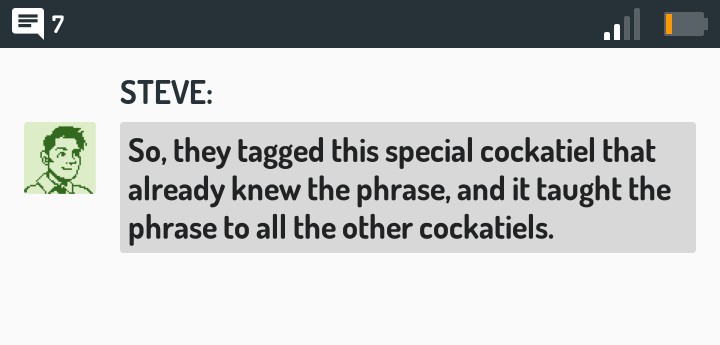 7
STEVE:
So, they tagged this special cockatiel that
already knew the phrase, and it taught the
phrase to all the other cockatiels.